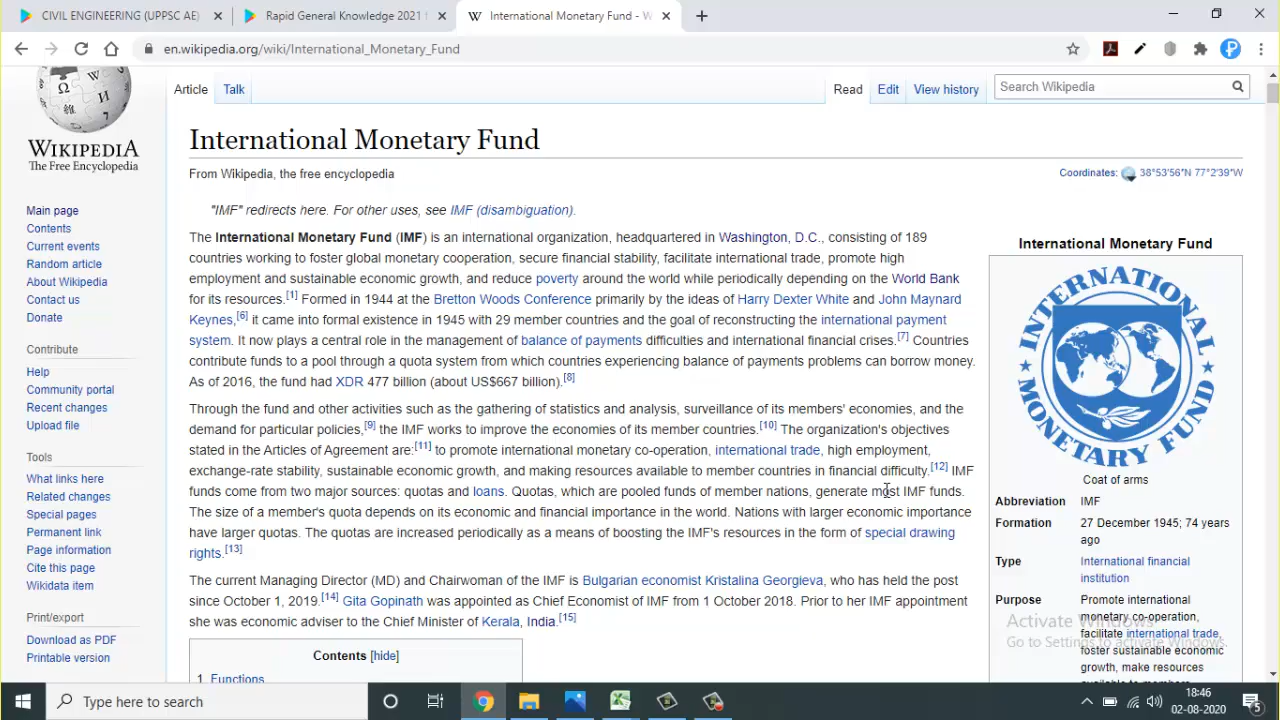 CIVIL ENGINEERING (UPPSC AE)
Rapid General Knowledge 2021 f
International Monetary Fund - W
en.wikipedia.org/wiki/International_Monetary_Fund
Article Talk Read Edit View history Search Wikipedia
WIKIPEDIA
The Free Encyclopedia
Main page
Contents
Current events
Random article
About Wikipedia
Contact us
Donate
Contribute
Help
Community portal
Recent changes
Upload file
Tools
What links here
Related changes
Special pages
Permanent link
Page information
Cite this page
Wikidata item
Print/export
Download as PDF
Printable version
International Monetary Fund
From Wikipedia, the free encyclopedia
Coordinates: 38°53′56″N 77°2′39″W
"IMF" redirects here. For other uses, see IMF (disambiguation).
The International Monetary Fund (IMF) is an international organization, headquartered in Washington, D.C., consisting of 189
countries working to foster global monetary cooperation, secure financial stability, facilitate international trade, promote high
employment and sustainable economic growth, and reduce poverty around the world while periodically depending on the World Bank
for its resources.[1] Formed in 1944 at the Bretton Woods Conference primarily by the ideas of Harry Dexter White and John Maynard
Keynes,[6] it came into formal existence in 1945 with 29 member countries and the goal of reconstructing the international payment
system. It now plays a central role in the management of balance of payments difficulties and international financial crises.[7] Countries
contribute funds to a pool through a quota system from which countries experiencing balance of payments problems can borrow money.
As of 2016, the fund had XDR 477 billion (about US$667 billion).[8]
Through the fund and other activities such as the gathering of statistics and analysis, surveillance of its members' economies, and the
demand for particular policies,[9] the IMF works to improve the economies of its member countries.[10] The organization's objectives
stated in the Articles of Agreement are:[11] to promote international monetary co-operation, international trade, high employment,
exchange-rate stability, sustainable economic growth, and making resources available to member countries in financial difficulty.[12] IMF
funds come from two major sources: quotas and loans. Quotas, which are pooled funds of member nations, generate most IMF funds.
The size of a member's quota depends on its economic and financial importance in the world. Nations with larger economic importance
have larger quotas. The quotas are increased periodically as a means of boosting the IMF's resources in the form of special drawing
rights.[13]
The current Managing Director (MD) and Chairwoman of the IMF is Bulgarian economist Kristalina Georgieva, who has held the post
since October 1, 2019.[14] Gita Gopinath was appointed as Chief Economist of IMF from 1 October 2018. Prior to her IMF appointment
she was economic adviser to the Chief Minister of Kerala, India.[15]
Contents [hide]
1 Functions
International Monetary Fund
INTERNATIONAL MONETARY FUND
Coat of arms
Abbreviation IMF
Formation 27 December 1945; 74 years
ago
Type International financial
institution
Purpose Promote international
monetary co-operation,
facilitate international trade,
foster sustainable economic
growth, make resources
Activate Windows
Go to Settings to activate Windows.
Type here to search
18:46
02-08-2020
5